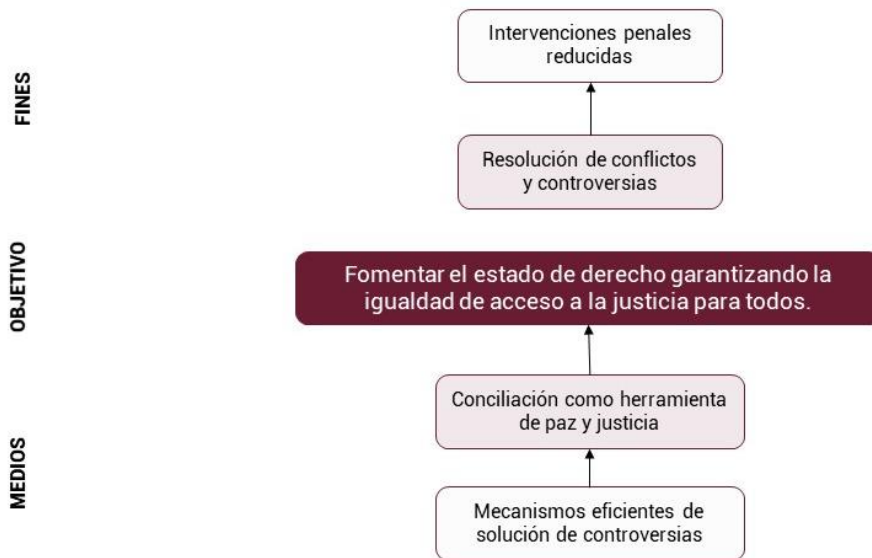 Intervenciones penales
reducidas
FINES
Resolución de conflictos
y controversias
OBJETIVO
Fomentar el estado de derecho garantizando la
igualdad de acceso a la justicia para todos.
Conciliación como herramienta
de paz y justicia
MEDIOS
Mecanismos eficientes de
solución de controversias